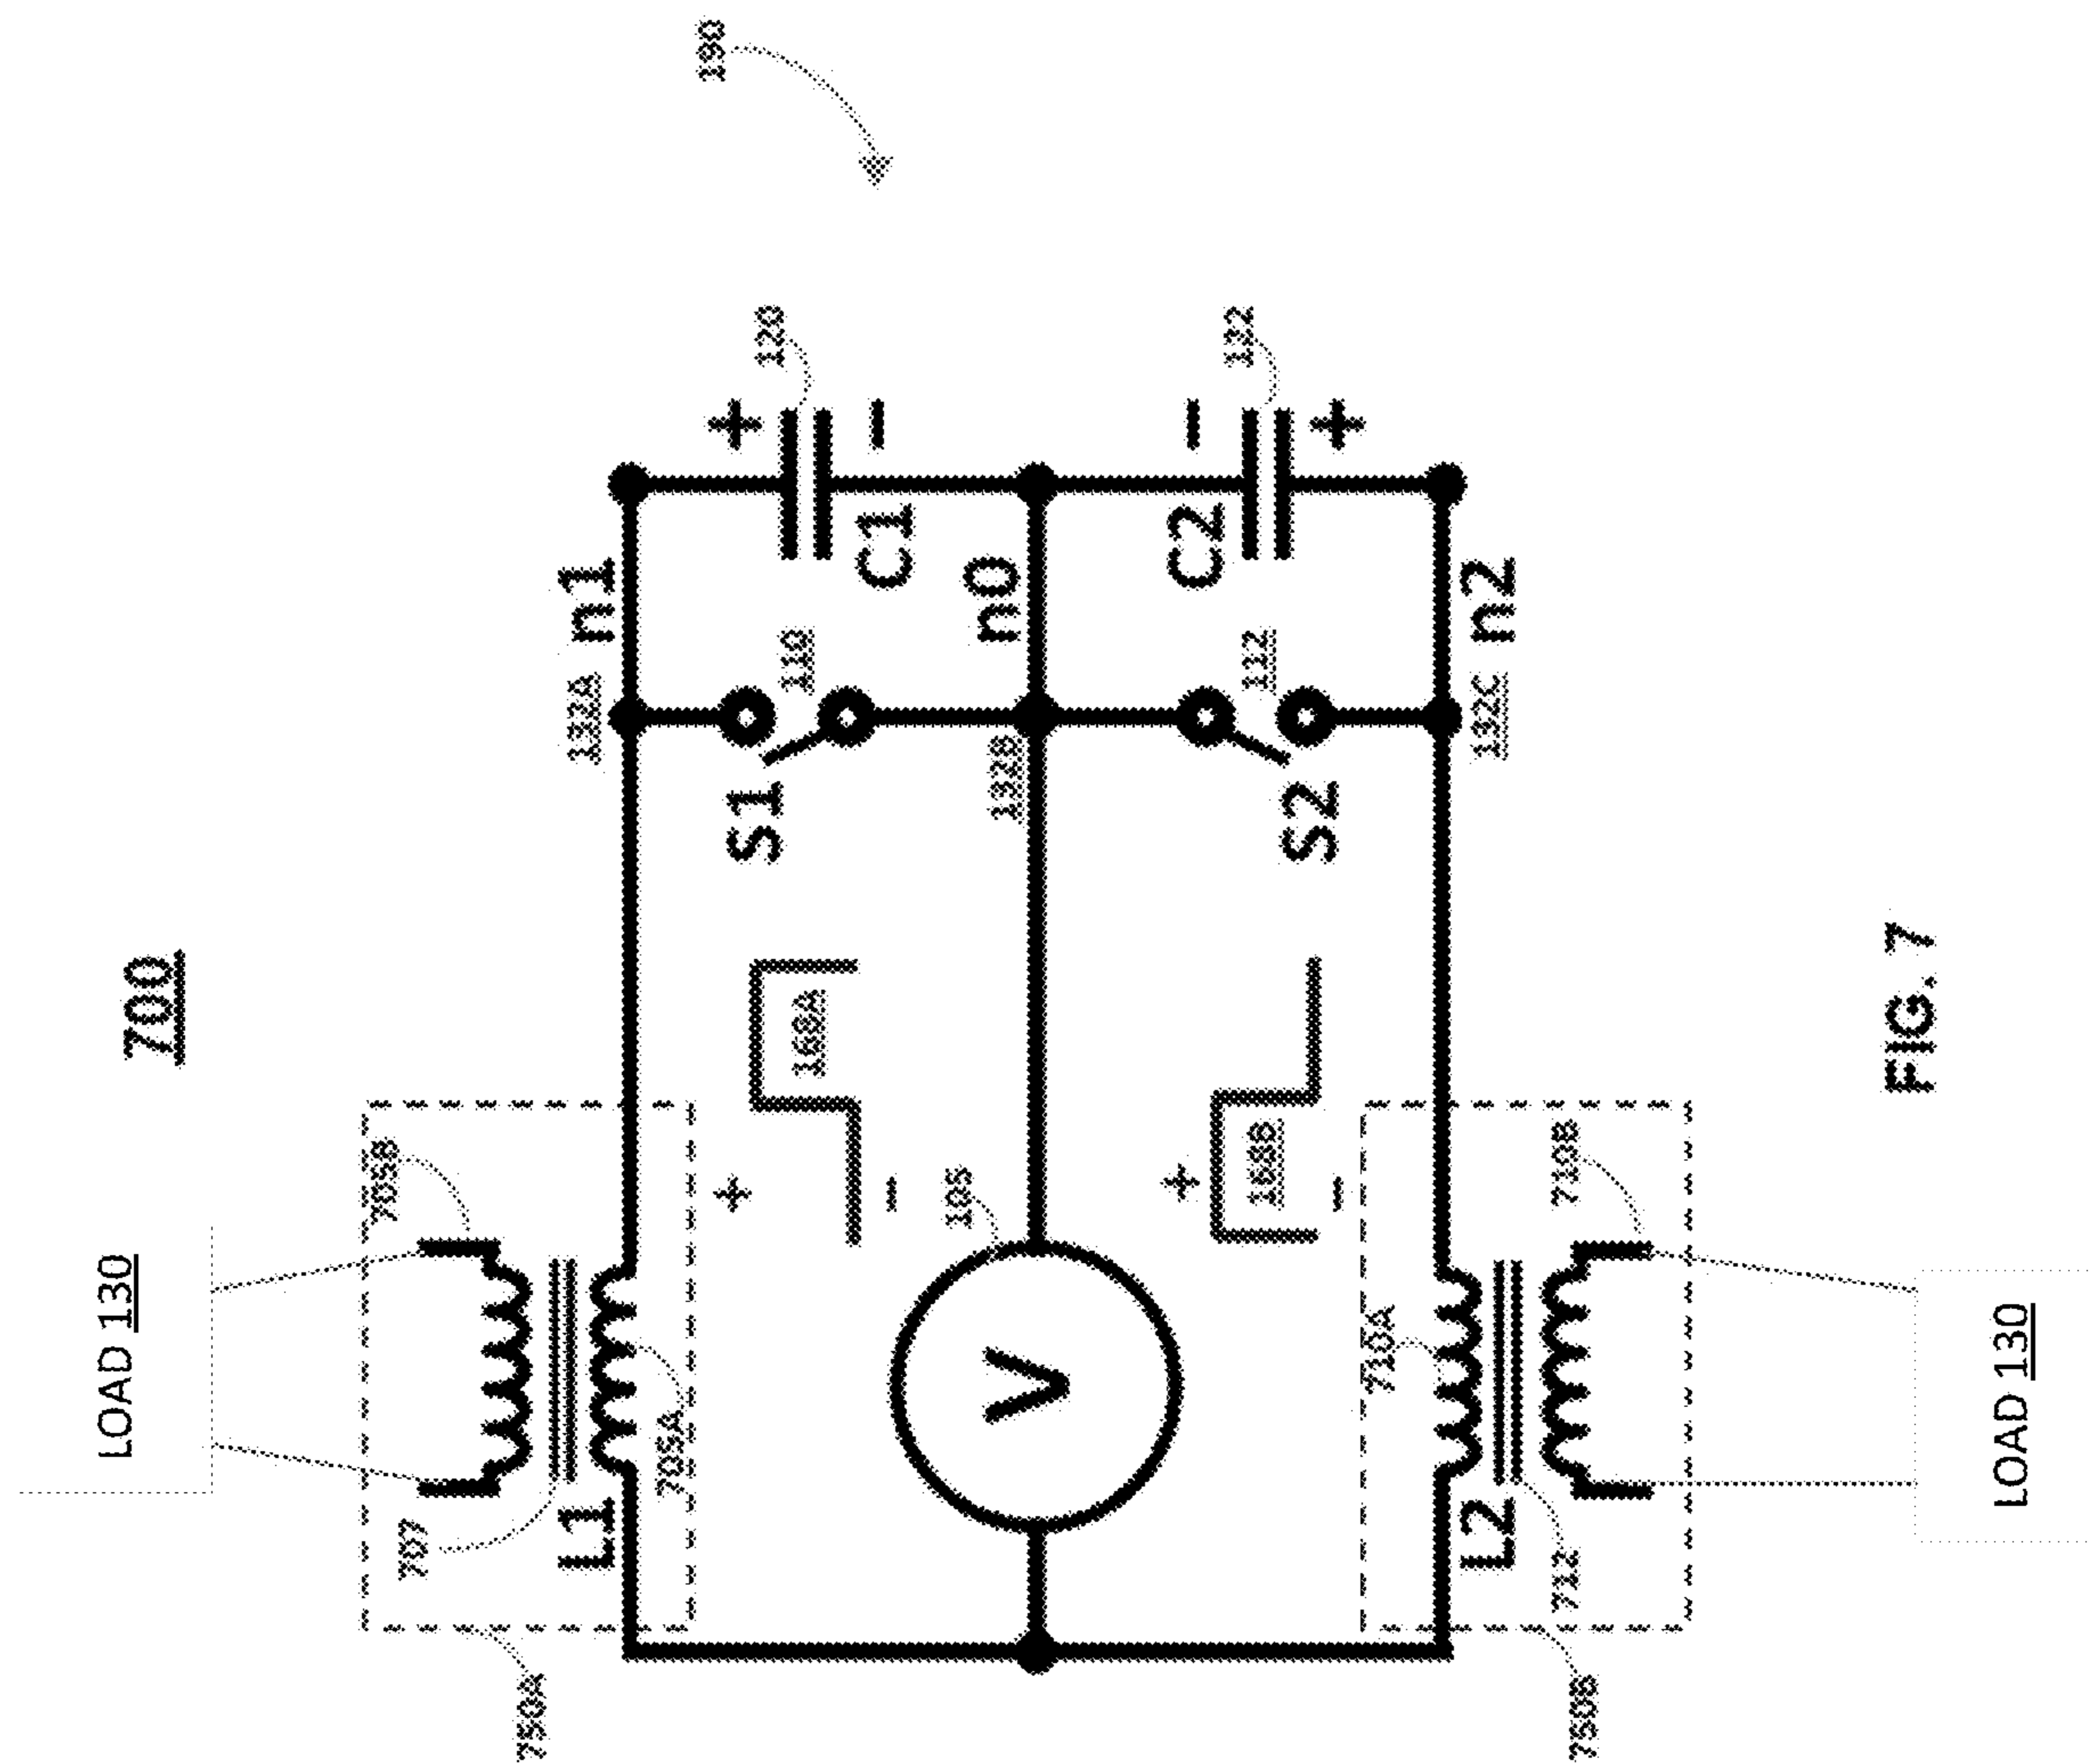 700
190
LOAD 130
705B
707
L1
705A
750A
132A
n1
S1
110
C1
120
+
-
168A
+
-
105
V
132B
n0
168B
+
-
S2
112
C2
122
-
+
132C
n2
710A
L2
712
710B
750B
LOAD 130
FIG. 7